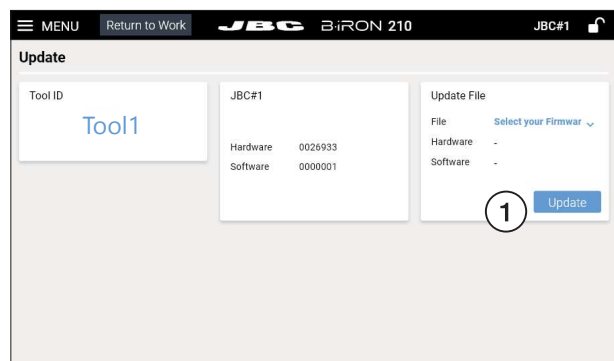 MENU Return to Work JBC B·iRON 210 JBC#1
Update
Tool ID
Tool1
JBC#1
Hardware 0026933
Software 0000001
Update File
File Select your Firmwar
Hardware -
Software -
1 Update